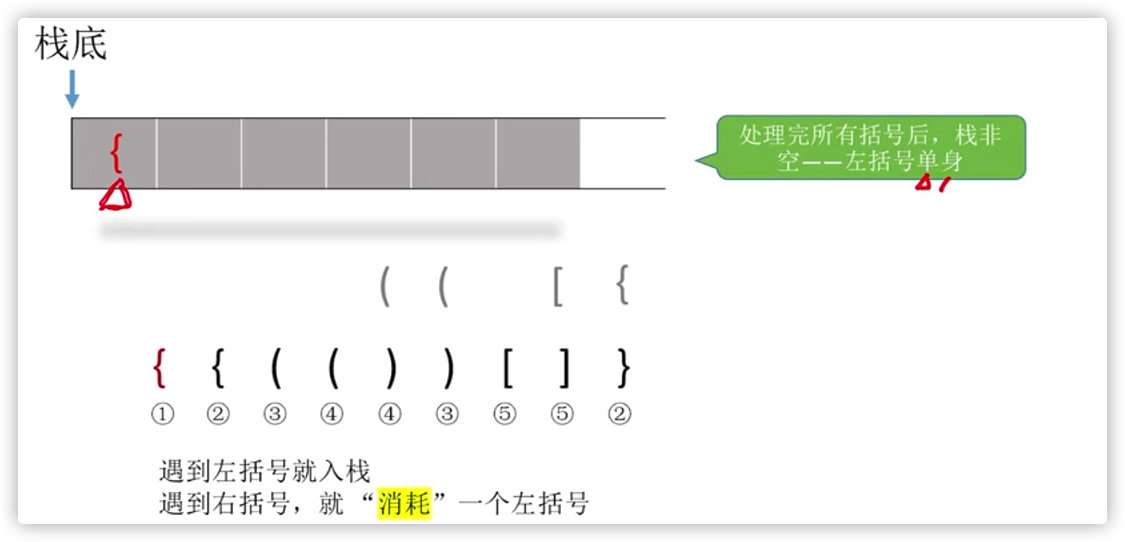 栈底
{
处理完所有括号后，栈非
空——左括号单身
( ( [ {
{ { ( ( ) ) [ ] }
① ② ③ ④ ④ ③ ⑤ ⑤ ②
遇到左括号就入栈
遇到右括号，就“消耗”一个左括号